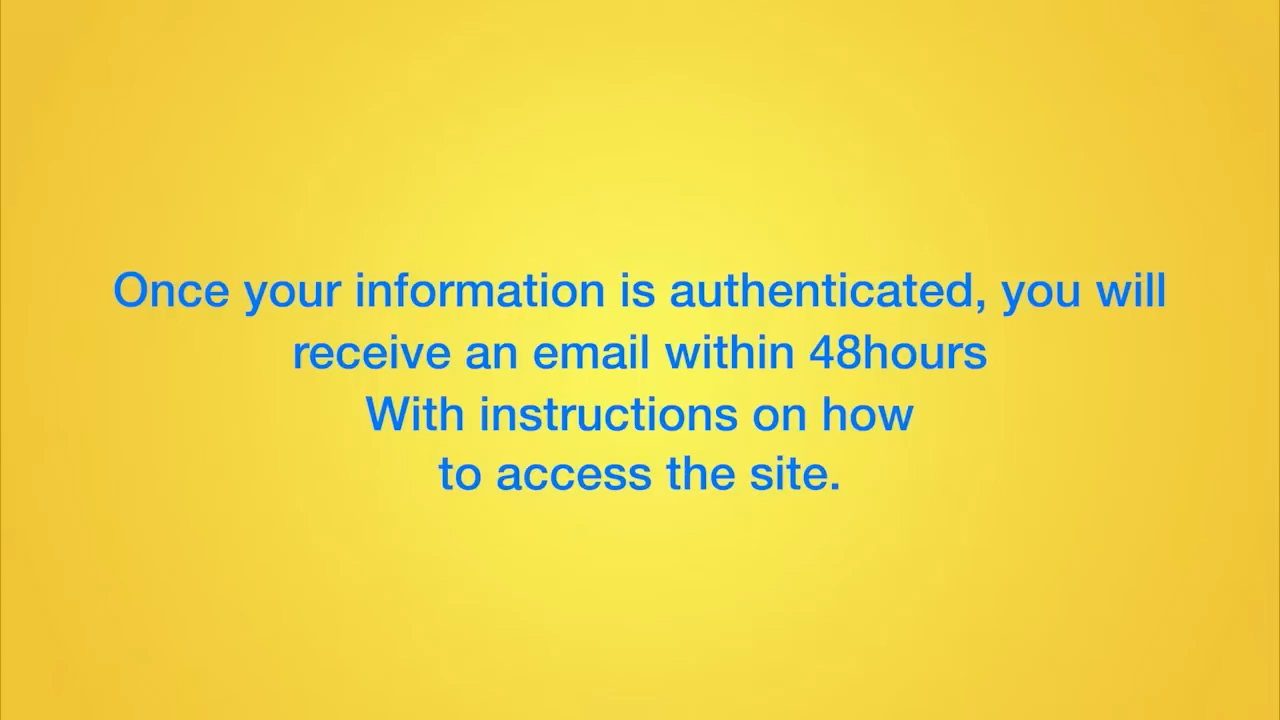 Once your information is authenticated, you will
receive an email within 48hours
With instructions on how
to access the site.